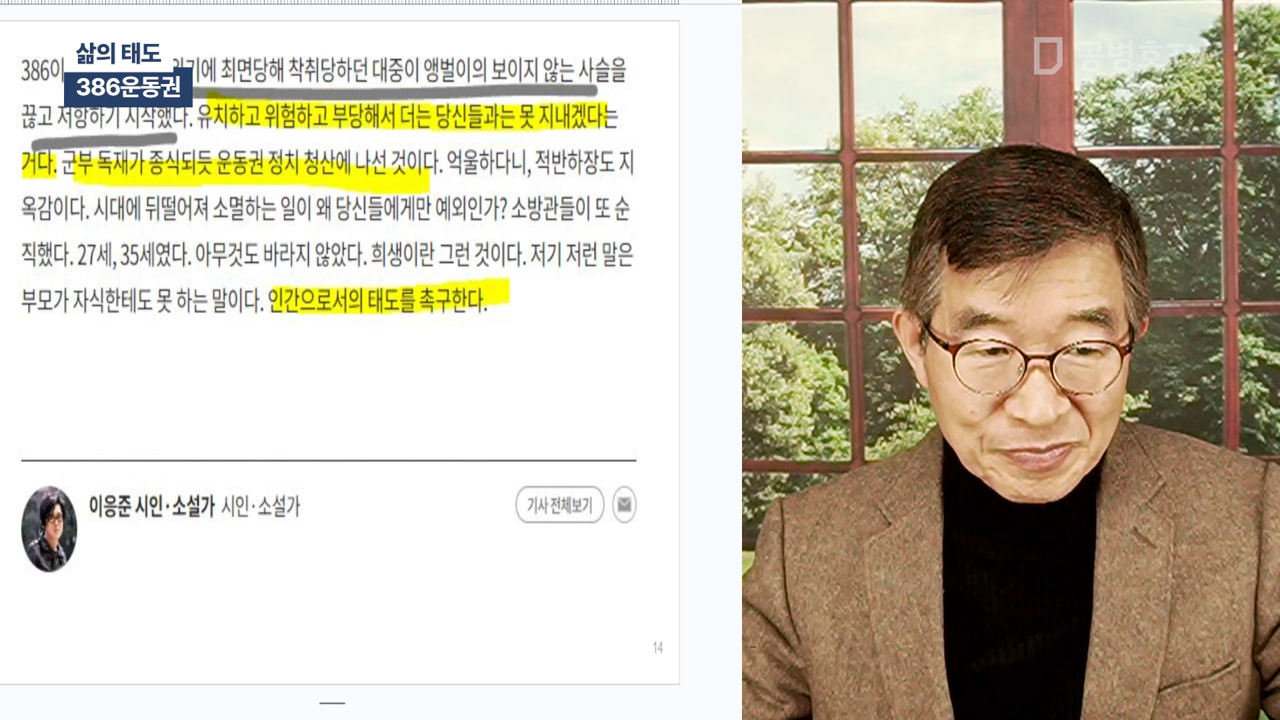 삶의 태도
386운동권
최면당해 착취당하던 대중이 앵벌이의 보이지 않는 사슬을
끊고 저항하기 시작했다. 유치하고 위험하고 부당해서 더는 당신들과는 못 지내겠다는
거다. 군부 독재가 종식되듯 운동권 정치 청산에 나선 것이다. 억울하다니, 적반하장도 지
옥감이다. 시대에 뒤떨어져 소멸하는 일이 왜 당신들에게만 예외인가? 소방관들이 또 순
직했다. 27세, 35세였다. 아무것도 바라지 않았다. 희생이란 그런 것이다. 저기 저런 말은
부모가 자식한테도 못 하는 말이다. 인간으로서의 태도를 촉구한다.
이응준 시인·소설가 시인·소설가
기사 전체보기
14
공병호TV